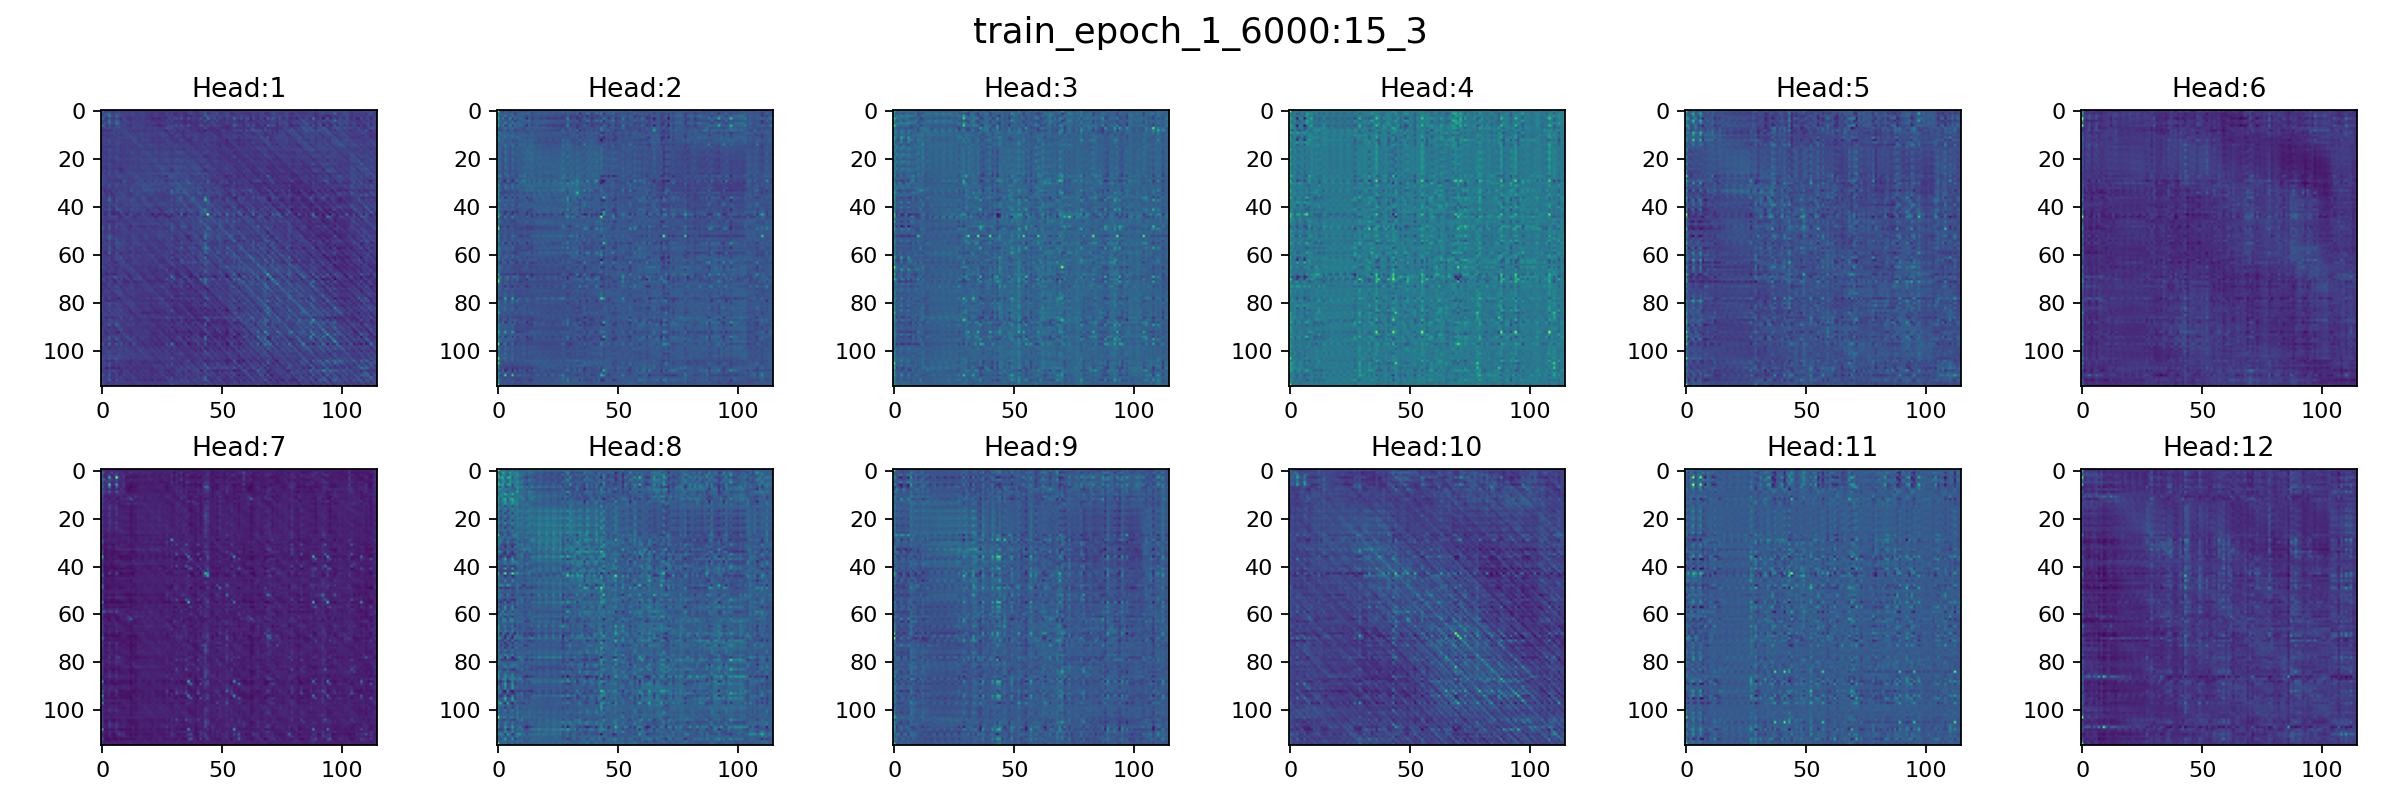 train_epoch_1_6000:15_3
Head:1 Head:2 Head:3 Head:4 Head:5 Head:6
0 0 0 0 0 0
20 20 20 20 20 20
40 40 40 40 40 40
60 60 60 60 60 60
80 80 80 80 80 80
100 100 100 100 100 100
0 50 100 0 50 100 0 50 100 0 50 100 0 50 100 0 50 100
Head:7 Head:8 Head:9 Head:10 Head:11 Head:12
0 0 0 0 0 0
20 20 20 20 20 20
40 40 40 40 40 40
60 60 60 60 60 60
80 80 80 80 80 80
100 100 100 100 100 100
0 50 100 0 50 100 0 50 100 0 50 100 0 50 100 0 50 100